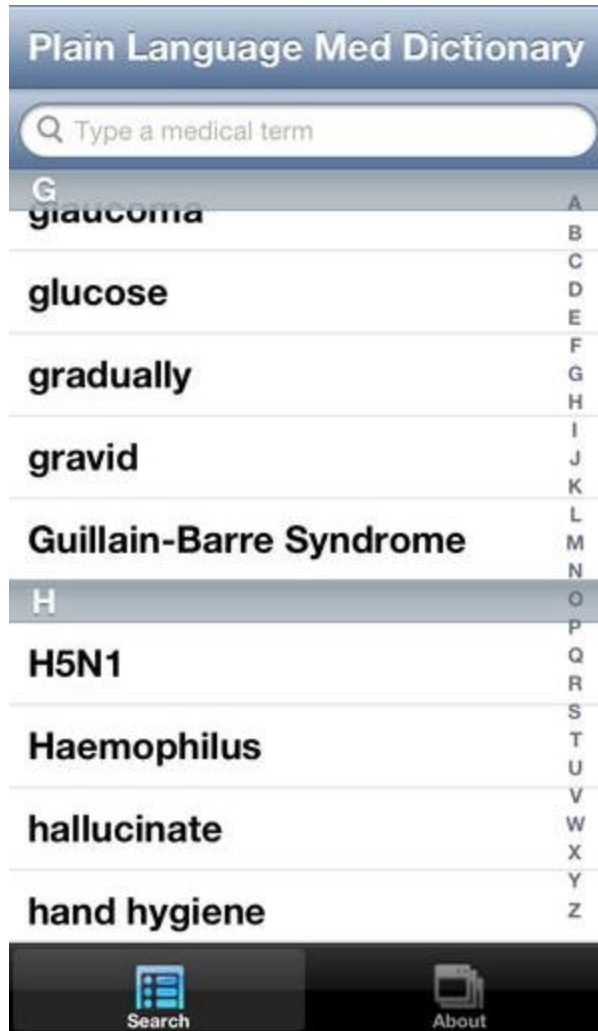 Plain Language Med Dictionary
Type a medical term
G
glaucoma
glucose
gradually
gravid
Guillain-Barre Syndrome
H
H5N1
Haemophilus
hallucinate
hand hygiene
A
B
C
D
E
F
G
H
I
J
K
L
M
N
O
P
Q
R
S
T
U
V
W
X
Y
Z
Search
About